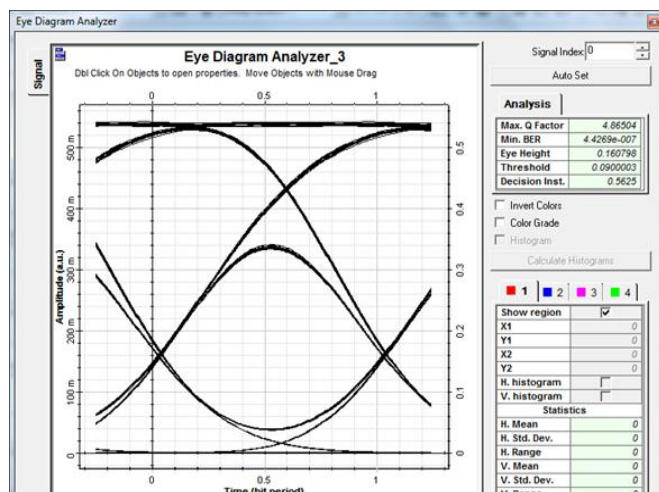 Eye Diagram Analyzer
Signal
Eye Diagram Analyzer_3
Dbl Click On Objects to open properties. Move Objects with Mouse Drag
0 0.5 1
Amplitude (a.u.)
500 m
400 m
300 m
200 m
100 m
0
0.5
0.4
0.3
0.2
0.1
0
0 0.5 1
Time (bit period)
Signal Index: 0
Auto Set
Analysis
Max. Q Factor 4.86504
Min. BER 4.4269e-007
Eye Height 0.160798
Threshold 0.0900003
Decision Inst. 0.5625
Invert Colors
Color Grade
Histogram
Calculate Histograms
1 2 3 4
Show region
X1 0
Y1 0
X2 0
Y2 0
H. histogram
V. histogram
Statistics
H. Mean 0
H. Std. Dev. 0
H. Range 0
V. Mean 0
V. Std. Dev. 0